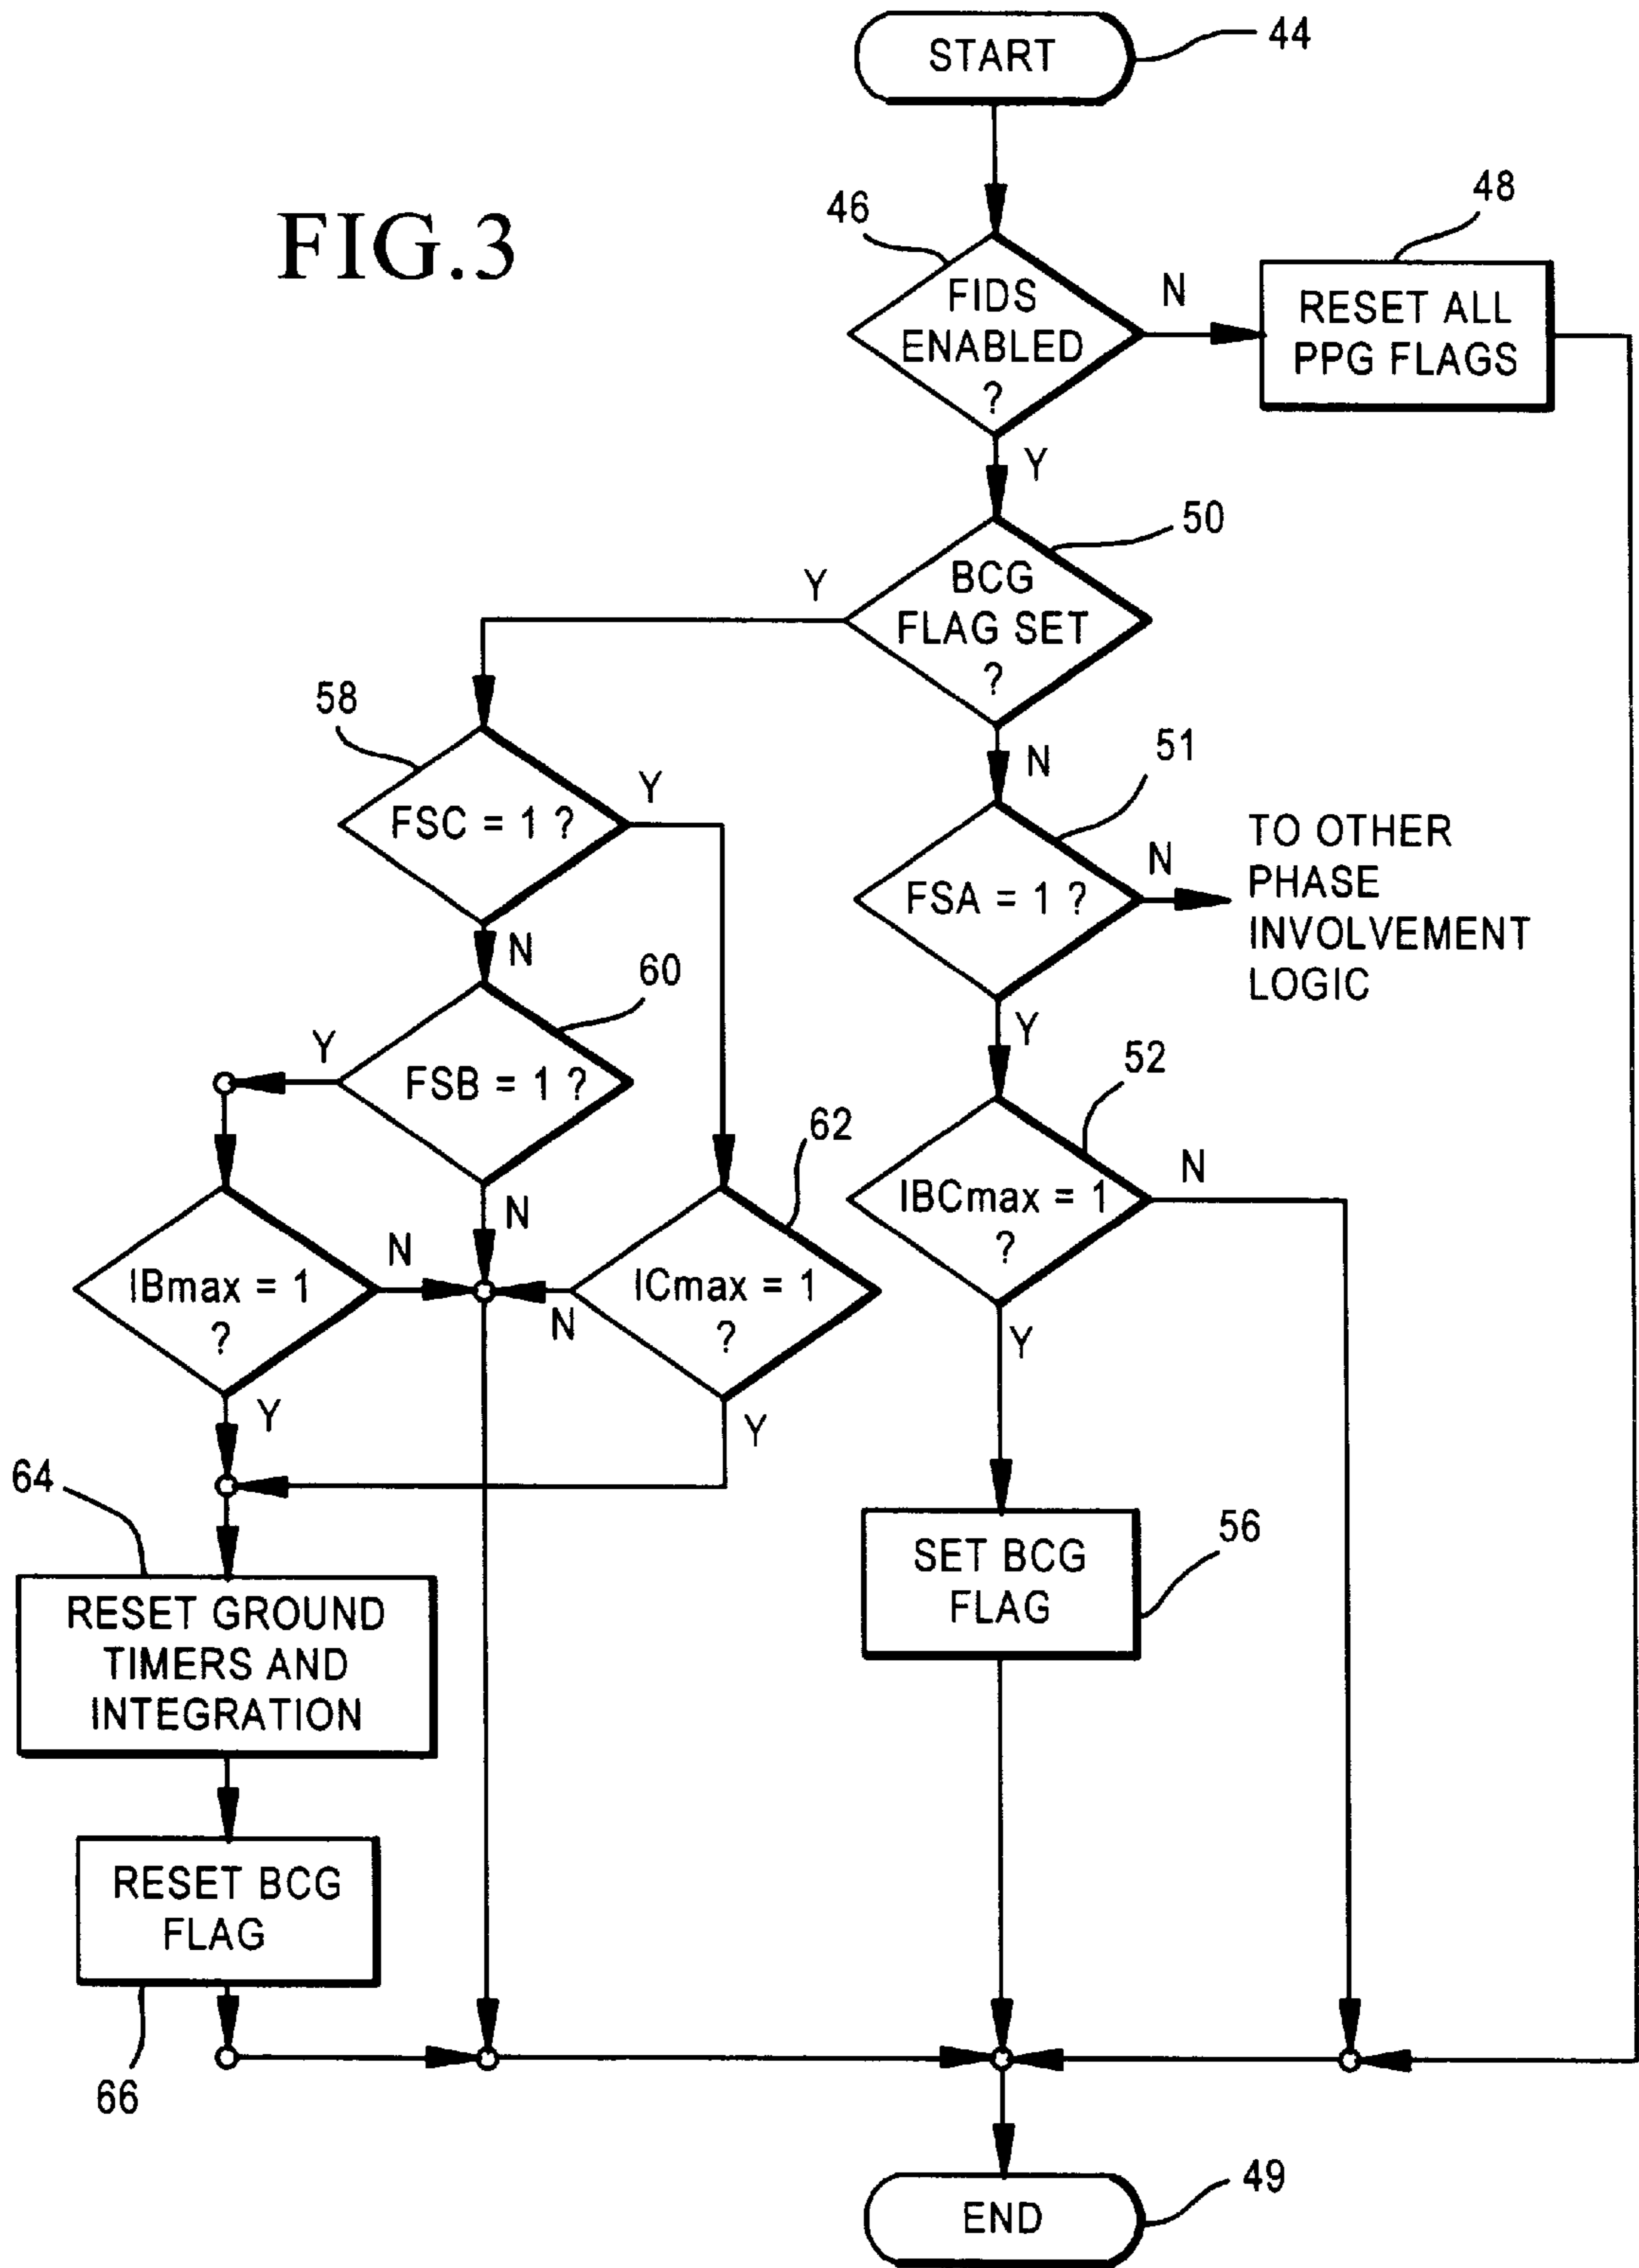 FIG.3
START
44
46
FIDS
ENABLED
?
N
48
RESET ALL
PPG FLAGS
Y
50
BCG
FLAG SET
?
Y
N
58
FSC = 1 ?
Y
N
51
FSA = 1 ?
N
TO OTHER
PHASE
INVOLVEMENT
LOGIC
Y
60
FSB = 1 ?
Y
N
52
IBCmax = 1
?
N
Y
62
IBmax = 1
?
N
Y
ICmax = 1
?
N
Y
64
RESET GROUND
TIMERS AND
INTEGRATION
SET BCG
FLAG
56
RESET BCG
FLAG
66
END
49